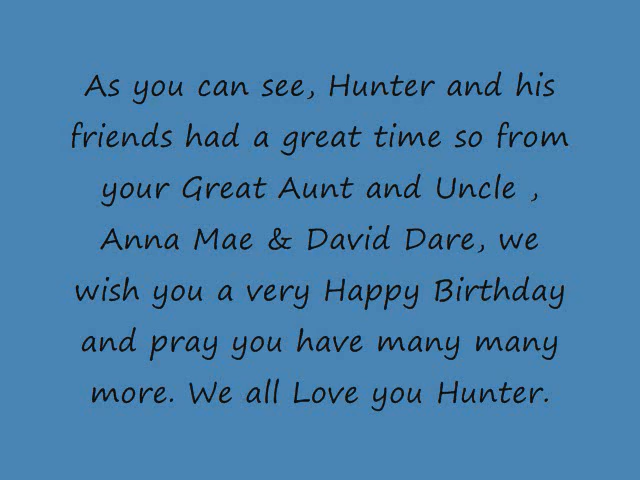 As you can see, Hunter and his
friends had a great time so from
your Great Aunt and Uncle ,
Anna Mae & David Dare, we
wish you a very Happy Birthday
and pray you have many many
more. We all Love you Hunter.